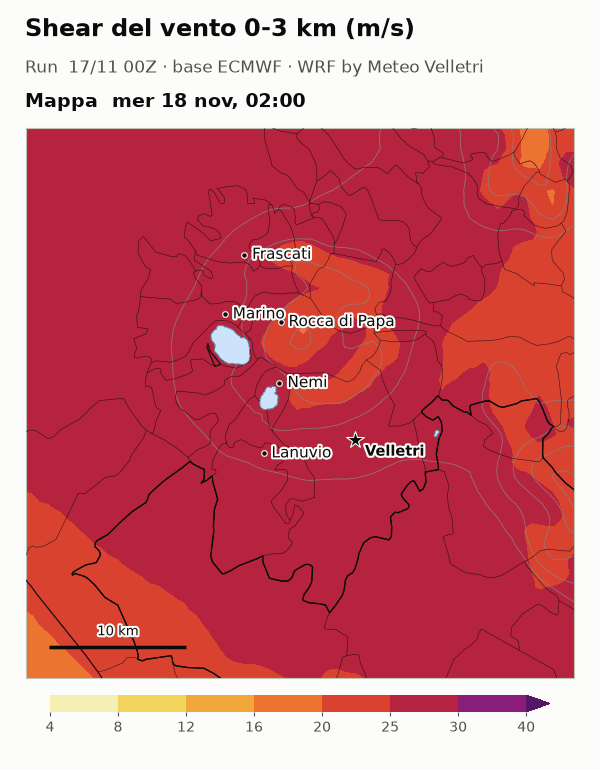 Shear del vento 0-3 km (m/s)
Run  17/11 00Z · base ECMWF · WRF by Meteo Velletri
Mappa  mer 18 nov, 02:00
Frascati
Marino
Rocca di Papa
Nemi
Velletri
Lanuvio
10 km
4 8 12 16 20 25 30 40